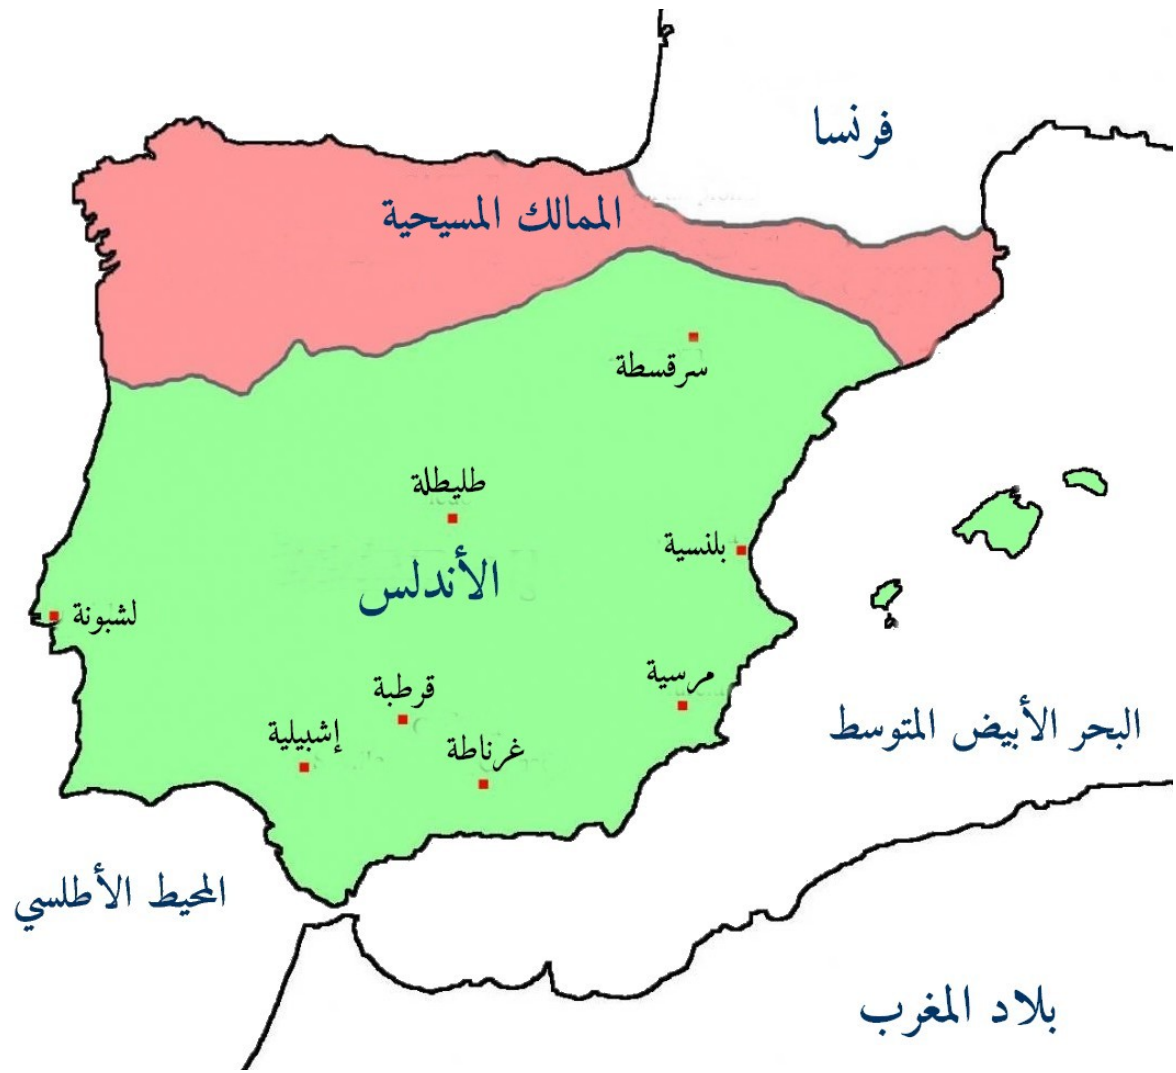 فرنسا
الممالك المسيحية
سرقسطة
طليطلة
بلنسية
الأندلس
لشبونة
مرسية
قرطبة
إشبيلية
غرناطة
البحر الأبيض المتوسط
المحيط الأطلسي
بلاد المغرب